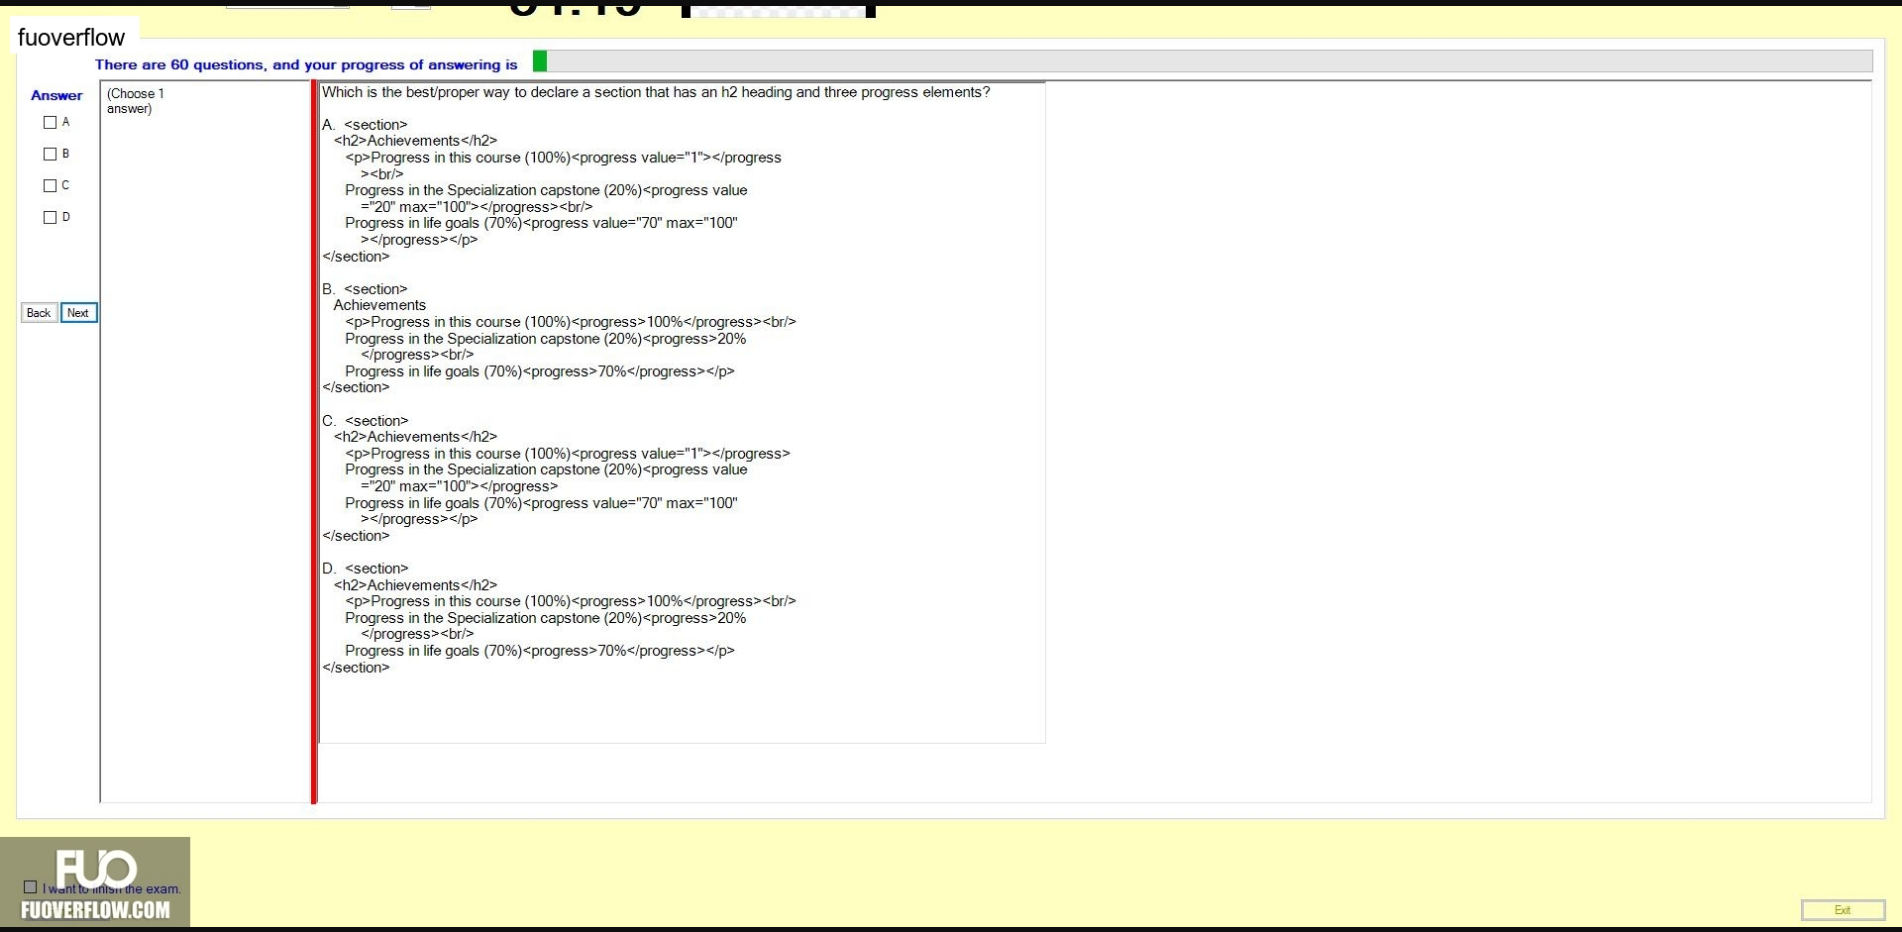 fuoverflow
There are 60 questions, and your progress of answering is
Answer
(Choose 1
answer)
A
B
C
D
Back Next
Which is the best/proper way to declare a section that has an h2 heading and three progress elements?
A. <section>
<h2>Achievements</h2>
<p>Progress in this course (100%)<progress value="1"></progress
><br/>
Progress in the Specialization capstone (20%)<progress value
="20" max="100"></progress><br/>
Progress in life goals (70%)<progress value="70" max="100"
></progress></p>
</section>
B. <section>
Achievements
<p>Progress in this course (100%)<progress>100%</progress><br/>
Progress in the Specialization capstone (20%)<progress>20%
</progress><br/>
Progress in life goals (70%)<progress>70%</progress></p>
</section>
C. <section>
<h2>Achievements</h2>
<p>Progress in this course (100%)<progress value="1"></progress>
Progress in the Specialization capstone (20%)<progress value
="20" max="100"></progress>
Progress in life goals (70%)<progress value="70" max="100"
></progress></p>
</section>
D. <section>
<h2>Achievements</h2>
<p>Progress in this course (100%)<progress>100%</progress><br/>
Progress in the Specialization capstone (20%)<progress>20%
</progress><br/>
Progress in life goals (70%)<progress>70%</progress></p>
</section>
FUO
I want to finish the exam.
FUOVERFLOW.COM
Exit